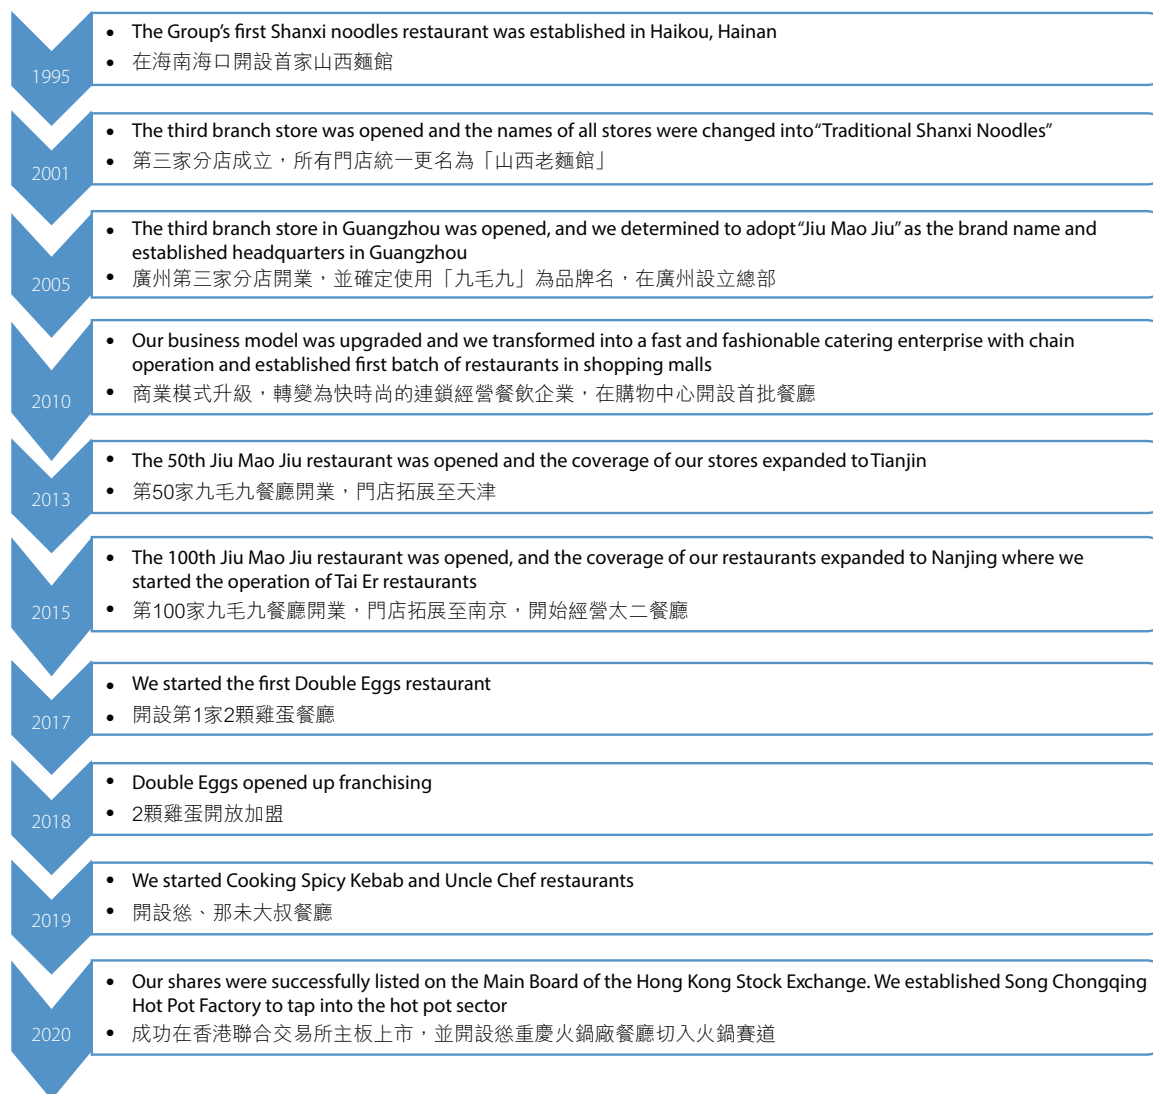 1995
• The Group's first Shanxi noodles restaurant was established in Haikou, Hainan
• 在海南海口開設首家山西麵館
2001
• The third branch store was opened and the names of all stores were changed into “Traditional Shanxi Noodles”
• 第三家分店成立，所有門店統一更名為「山西老麵館」
2005
• The third branch store in Guangzhou was opened, and we determined to adopt “Jiu Mao Jiu” as the brand name and
established headquarters in Guangzhou
• 廣州第三家分店開業，並確定使用「九毛九」為品牌名，在廣州設立總部
2010
• Our business model was upgraded and we transformed into a fast and fashionable catering enterprise with chain
operation and established first batch of restaurants in shopping malls
• 商業模式升級，轉變為快時尚的連鎖經營餐飲企業，在購物中心開設首批餐廳
2013
• The 50th Jiu Mao Jiu restaurant was opened and the coverage of our stores expanded to Tianjin
• 第50家九毛九餐廳開業，門店拓展至天津
2015
• The 100th Jiu Mao Jiu restaurant was opened, and the coverage of our restaurants expanded to Nanjing where we
started the operation of Tai Er restaurants
• 第100家九毛九餐廳開業，門店拓展至南京，開始經營太二餐廳
2017
• We started the first Double Eggs restaurant
• 開設第1家2顆雞蛋餐廳
2018
• Double Eggs opened up franchising
• 2顆雞蛋開放加盟
2019
• We started Cooking Spicy Kebab and Uncle Chef restaurants
• 開設慫、那未大叔餐廳
2020
• Our shares were successfully listed on the Main Board of the Hong Kong Stock Exchange. We established Song Chongqing
Hot Pot Factory to tap into the hot pot sector
• 成功在香港聯合交易所主板上市，並開設慫重慶火鍋廠餐廳切入火鍋賽道